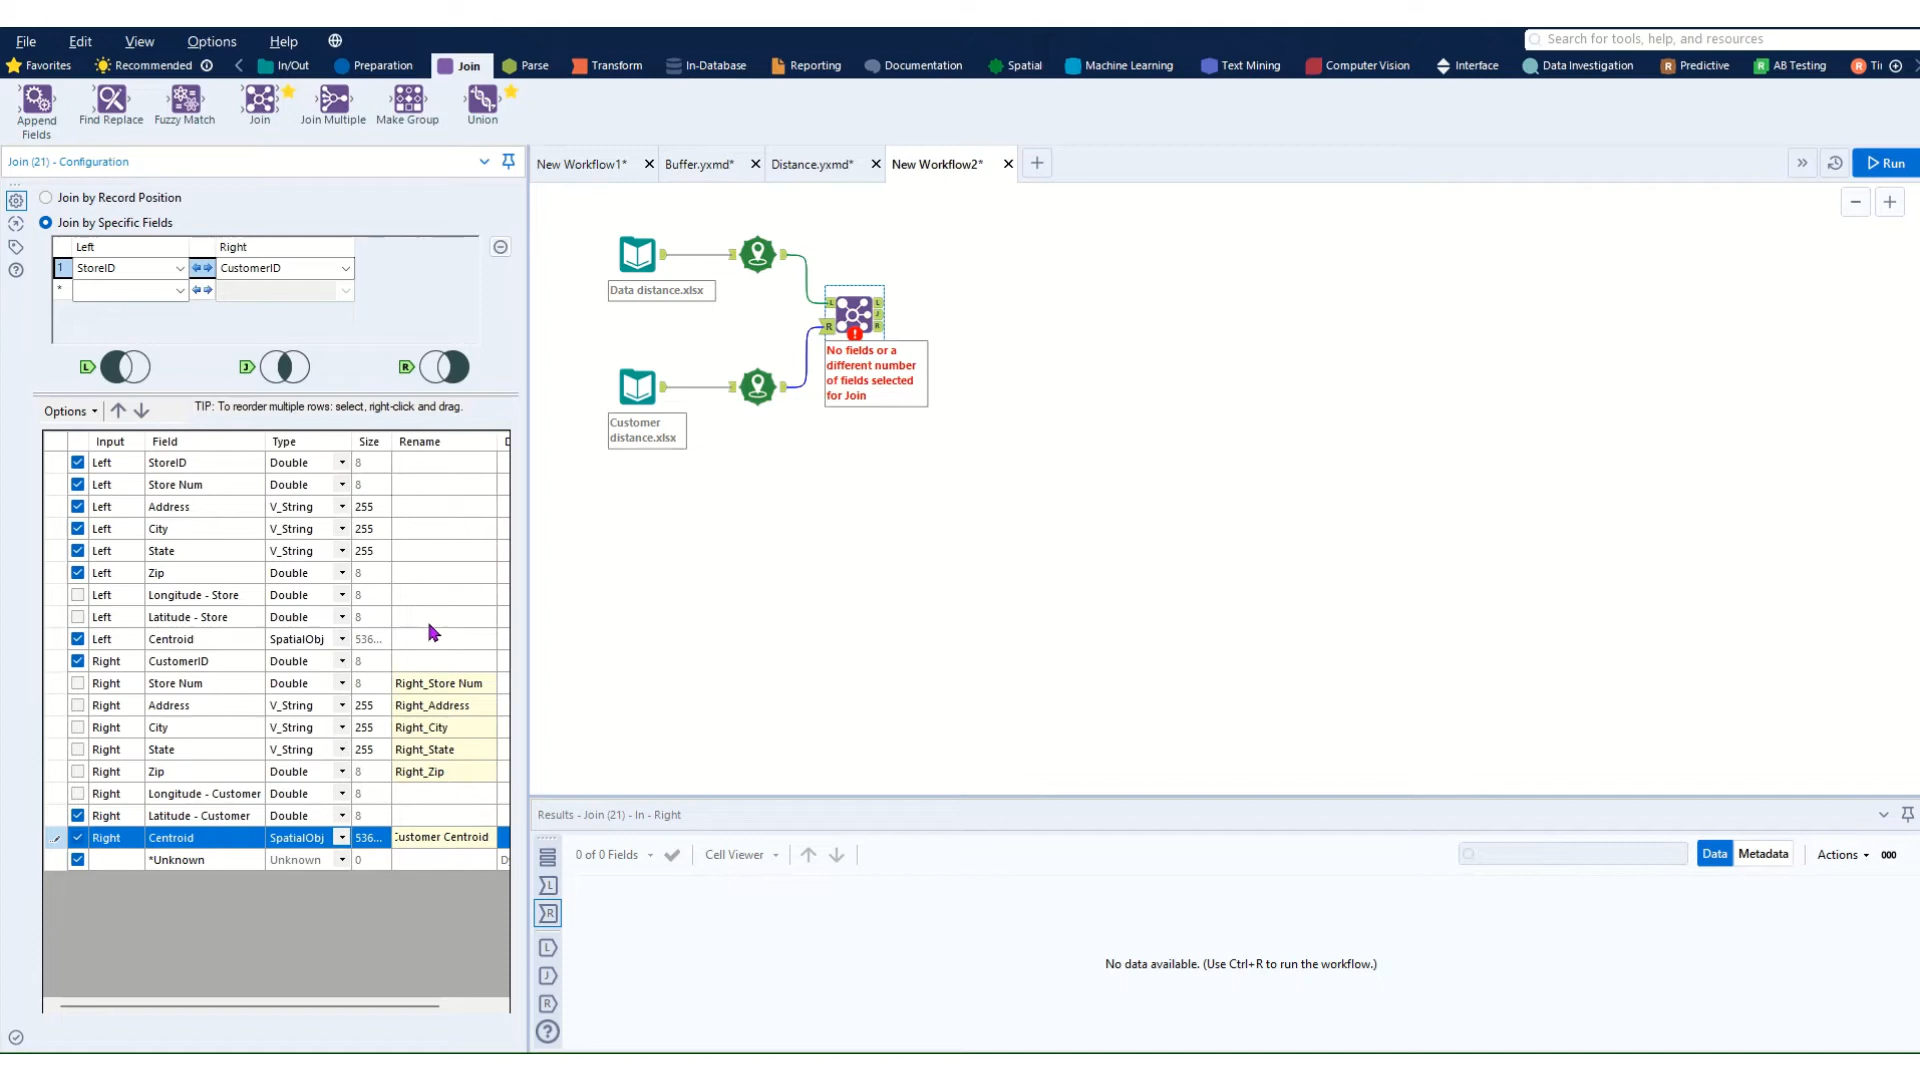 File Edit View Options Help
Search for tools, help, and resources
Favorites Recommended In/Out Preparation Join Parse Transform In-Database Reporting Documentation Spatial Machine Learning Text Mining Computer Vision Interface Data Investigation Predictive AB Testing
Append Fields Find Replace Fuzzy Match Join Join Multiple Make Group Union
Join (21) - Configuration
New Workflow1* Buffer.yxmd* Distance.yxmd* New Workflow2*
Run
Join by Record Position
Join by Specific Fields
Left Right
1 StoreID CustomerID
*
L J R
Options TIP: To reorder multiple rows: select, right-click and drag.
Input Field Type Size Rename
Left StoreID Double 8
Left Store Num Double 8
Left Address V_String 255
Left City V_String 255
Left State V_String 255
Left Zip Double 8
Left Longitude - Store Double 8
Left Latitude - Store Double 8
Left Centroid SpatialObj 536...
Right CustomerID Double 8
Right Store Num Double 8 Right_Store Num
Right Address V_String 255 Right_Address
Right City V_String 255 Right_City
Right State V_String 255 Right_State
Right Zip Double 8 Right_Zip
Right Longitude - Customer Double 8
Right Latitude - Customer Double 8
Right Centroid SpatialObj 536... Customer Centroid
*Unknown Unknown 0
Data distance.xlsx
L R L J R
No fields or a
different number
of fields selected
for Join
Customer
distance.xlsx
Results - Join (21) - In - Right
0 of 0 Fields Cell Viewer Data Metadata Actions 000
L
R
L
J
R
No data available. (Use Ctrl+R to run the workflow.)